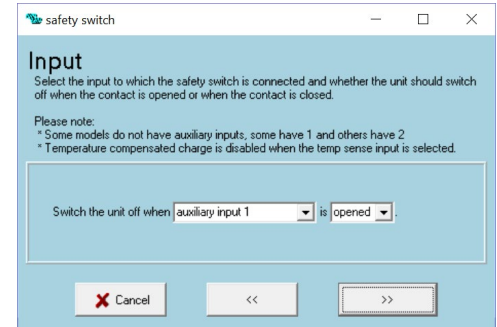 safety switch
Input
Select the input to which the safety switch is connected and whether the unit should switch
off when the contact is opened or when the contact is closed.
Please note:
* Some models do not have auxiliary inputs, some have 1 and others have 2
* Temperature compensated charge is disabled when the temp sense input is selected.
Switch the unit off when auxiliary input 1 is opened .
Cancel << >>